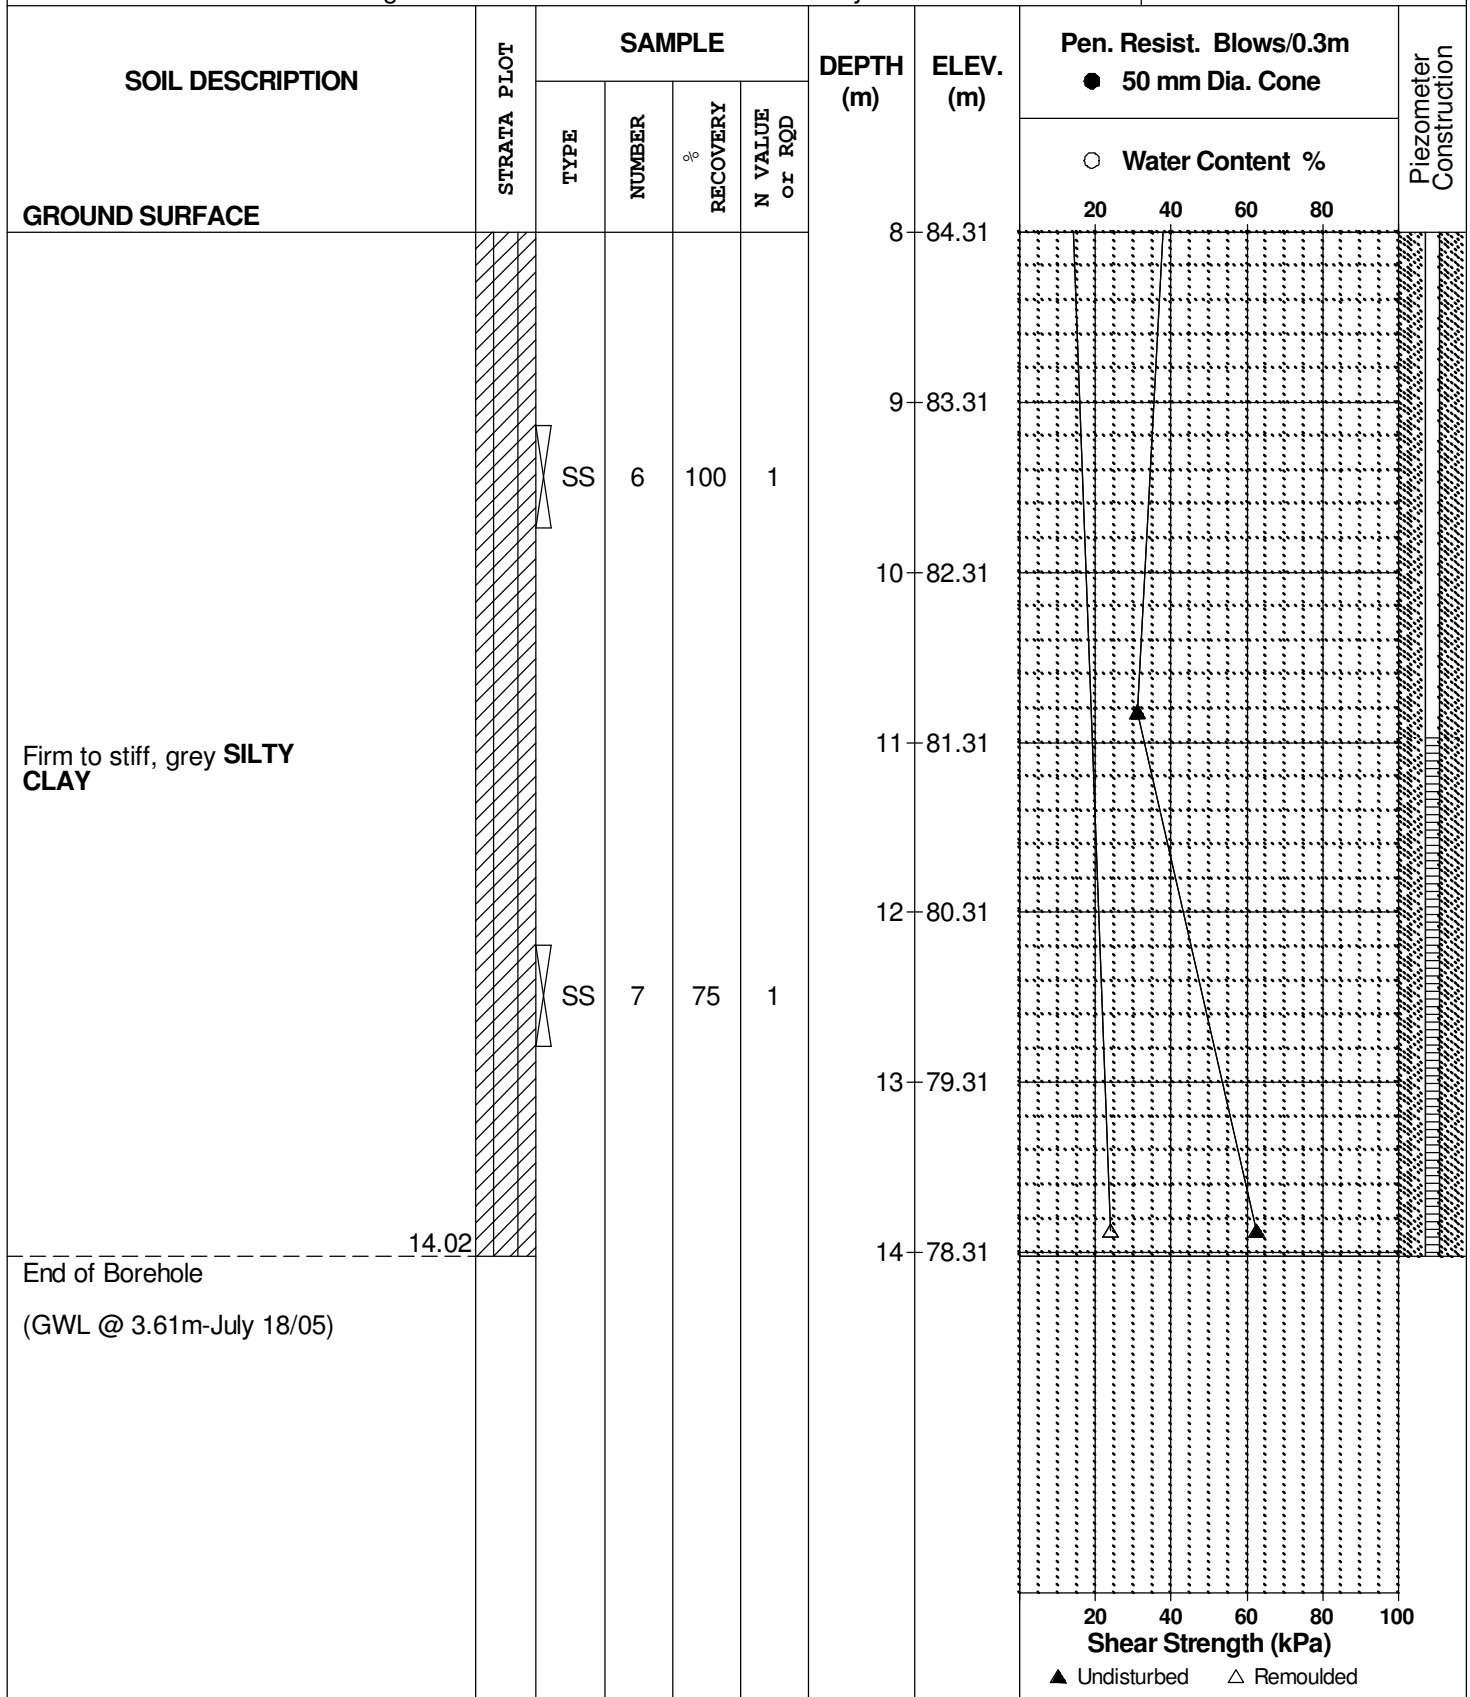 SOIL DESCRIPTION
GROUND SURFACE
STRATA PLOT
SAMPLE
TYPE
NUMBER
%
RECOVERY
N VALUE
or RQD
DEPTH
(m)
ELEV.
(m)
Pen. Resist. Blows/0.3m
● 50 mm Dia. Cone
○ Water Content %
20 40 60 80
Piezometer
Construction
8 84.31
9 83.31
SS 6 100 1
10 82.31
11 81.31
Firm to stiff, grey SILTY
CLAY
12 80.31
SS 7 75 1
13 79.31
14.02
14 78.31
End of Borehole
(GWL @ 3.61m-July 18/05)
20 40 60 80 100
Shear Strength (kPa)
▲ Undisturbed △ Remoulded